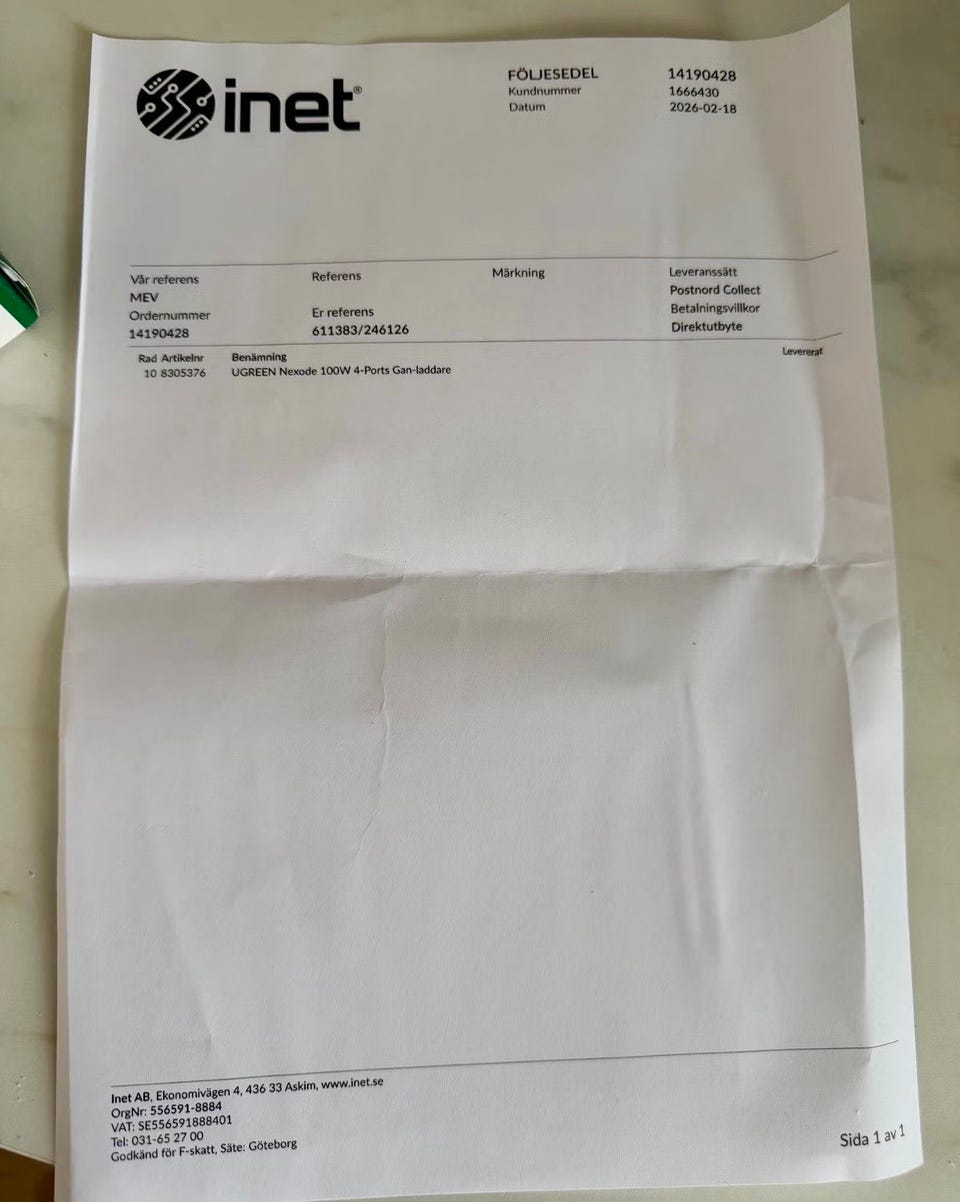 inet®
FÖLJESEDEL 14190428
Kundnummer 1666430
Datum 2026-02-18
Vår referens Referens Märkning Leveranssätt
MEV Postnord Collect
Ordernummer Er referens Betalningsvillkor
14190428 611383/246126 Direktutbyte
Rad Artikelnr Benämning Levererat
10 8305376 UGREEN Nexode 100W 4-Ports Gan-laddare
Inet AB, Ekonomivägen 4, 436 33 Askim, www.inet.se
OrgNr: 556591-8884
VAT: SE556591888401
Tel: 031-65 27 00
Godkänd för F-skatt, Säte: Göteborg
Sida 1 av 1